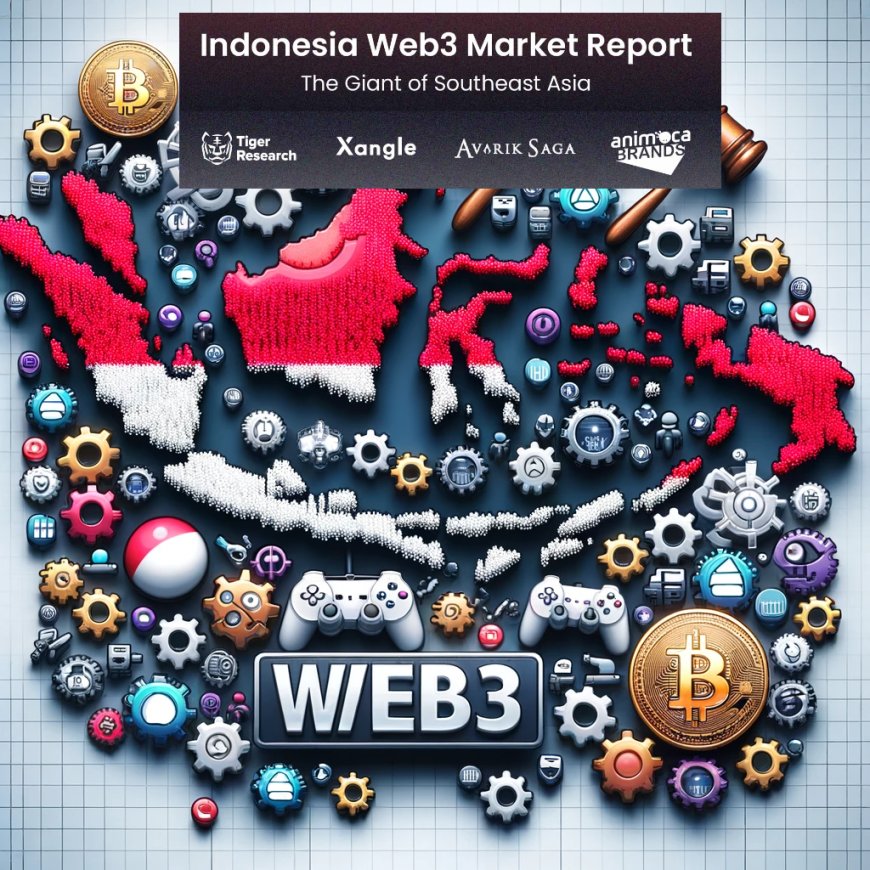 Indonesia Web3 Market Report
The Giant of Southeast Asia
Tiger
Research
Xangle
AVARIK SAGA
animoca
BRANDS
WEB3